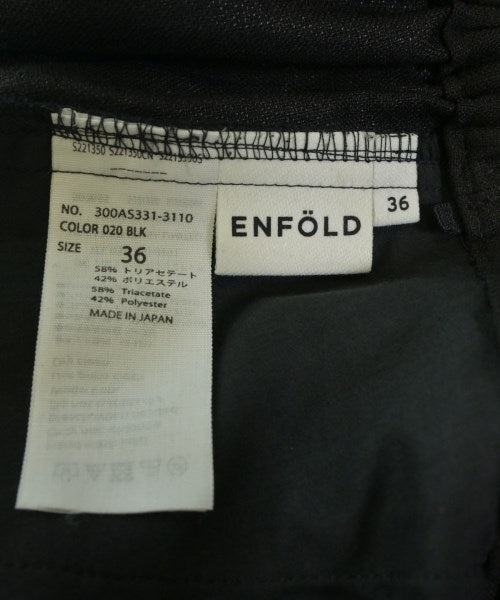 S221350 S221350CN
NO. 300AS331-3110
COLOR 020 BLK
SIZE 36
58% トリアセテート
42% ポリエステル
58% Triacetate
42% Polyester
MADE IN JAPAN
ENFÖLD
36